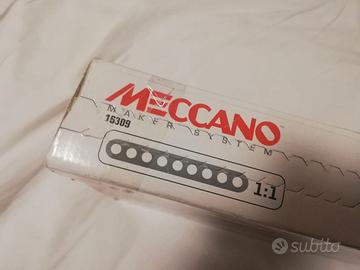 MECCANO
MAKER SYSTEM
16309
1:1
subito